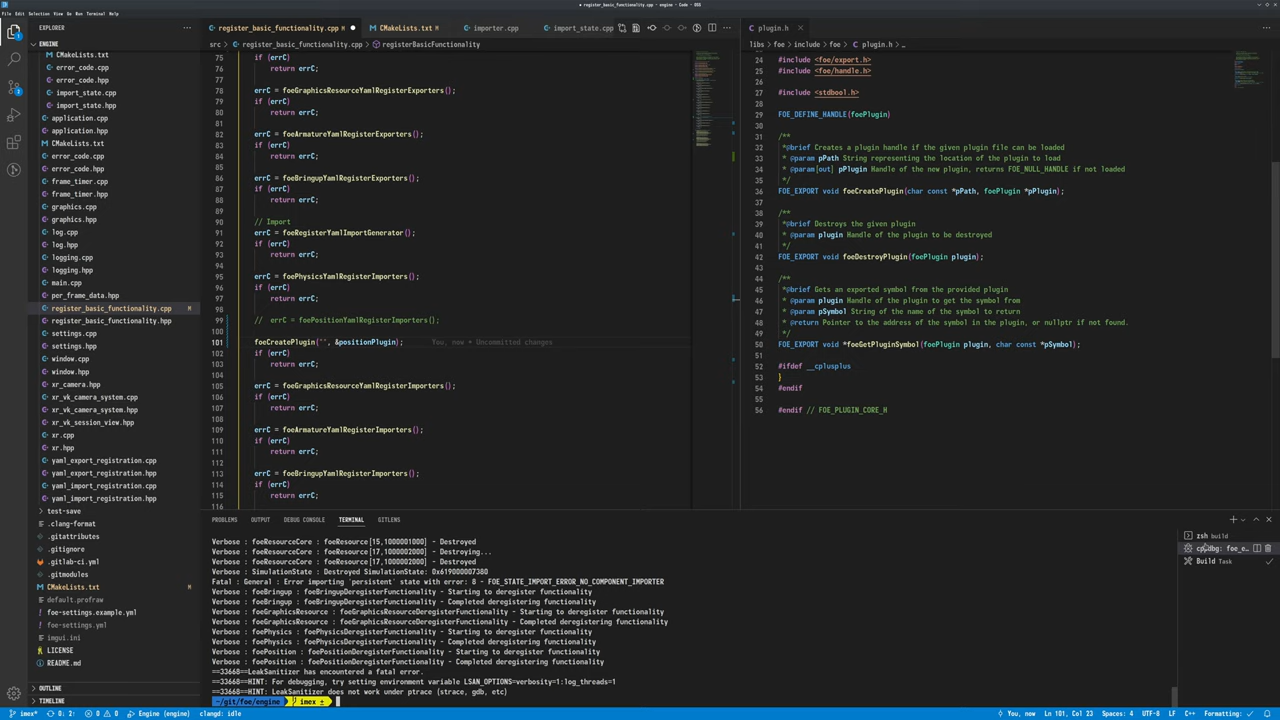 register_basic_functionality.cpp - engine - Code - OSS
File Edit Selection View Go Run Terminal Help
EXPLORER
ENGINE
CMakeLists.txt
error_code.cpp
error_code.hpp
import_state.cpp
import_state.hpp
application.cpp
application.hpp
CMakeLists.txt
error_code.cpp
error_code.hpp
frame_timer.cpp
frame_timer.hpp
graphics.cpp
graphics.hpp
log.cpp
log.hpp
logging.cpp
logging.hpp
main.cpp
per_frame_data.hpp
register_basic_functionality.cpp M
register_basic_functionality.hpp
settings.cpp
settings.hpp
window.cpp
window.hpp
xr_camera.hpp
xr_vk_camera_system.cpp
xr_vk_camera_system.hpp
xr_vk_session_view.hpp
xr.cpp
xr.hpp
yaml_export_registration.cpp
yaml_export_registration.hpp
yaml_import_registration.cpp
yaml_import_registration.hpp
test-save
.clang-format
.gitattributes
.gitignore
.gitlab-ci.yml
.gitmodules
CMakeLists.txt M
default.profraw
foe-settings.example.yml
foe-settings.yml
imgui.ini
LICENSE
README.md
OUTLINE
TIMELINE
register_basic_functionality.cpp M
CMakeLists.txt M
importer.cpp
import_state.cpp
src > register_basic_functionality.cpp > registerBasicFunctionality
75 if (errC)
76 return errC;
77
78 errC = foeGraphicsResourceYamlRegisterExporters();
79 if (errC)
80 return errC;
81
82 errC = foeArmatureYamlRegisterExporters();
83 if (errC)
84 return errC;
85
86 errC = foeBringupYamlRegisterExporters();
87 if (errC)
88 return errC;
89
90 // Import
91 errC = foeRegisterYamlImportGenerator();
92 if (errC)
93 return errC;
94
95 errC = foePhysicsYamlRegisterImporters();
96 if (errC)
97 return errC;
98
99 // errC = foePositionYamlRegisterImporters();
100
101 foeCreatePlugin("", &positionPlugin); You, now • Uncommitted changes
102 if (errC)
103 return errC;
104
105 errC = foeGraphicsResourceYamlRegisterImporters();
106 if (errC)
107 return errC;
108
109 errC = foeArmatureYamlRegisterImporters();
110 if (errC)
111 return errC;
112
113 errC = foeBringupYamlRegisterImporters();
114 if (errC)
115 return errC;
plugin.h
libs > foe > include > foe > plugin.h > …
24 #include <foe/export.h>
25 #include <foe/handle.h>
26
27 #include <stdbool.h>
28
29 FOE_DEFINE_HANDLE(foePlugin)
30
31 /**
32 * @brief Creates a plugin handle if the given plugin file can be loaded
33 * @param pPath String representing the location of the plugin to load
34 * @param[out] pPlugin Handle of the new plugin, returns FOE_NULL_HANDLE if not loaded
35 */
36 FOE_EXPORT void foeCreatePlugin(char const *pPath, foePlugin *pPlugin);
37
38 /**
39 * @brief Destroys the given plugin
40 * @param plugin Handle of the plugin to be destroyed
41 */
42 FOE_EXPORT void foeDestroyPlugin(foePlugin plugin);
43
44 /**
45 * @brief Gets an exported symbol from the provided plugin
46 * @param plugin Handle of the plugin to get the symbol from
47 * @param pSymbol String of the name of the symbol to return
48 * @return Pointer to the address of the symbol in the plugin, or nullptr if not found.
49 */
50 FOE_EXPORT void *foeGetPluginSymbol(foePlugin plugin, char const *pSymbol);
51
52 #ifdef __cplusplus
53 }
54 #endif
55
56 #endif // FOE_PLUGIN_CORE_H
PROBLEMS OUTPUT DEBUG CONSOLE TERMINAL GITLENS
Verbose : foeResourceCore : foeResource[15,1000001000] - Destroyed
Verbose : foeResourceCore : foeResource[17,1000002000] - Destroying...
Verbose : foeResourceCore : foeResource[17,1000002000] - Destroyed
Verbose : SimulationState : Destroyed SimulationState: 0x619000007380
Fatal : General : Error importing 'persistent' state with error: 8 - FOE_STATE_IMPORT_ERROR_NO_COMPONENT_IMPORTER
Verbose : foeBringup : foeBringupDeregisterFunctionality - Starting to deregister functionality
Verbose : foeBringup : foeBringupDeregisterFunctionality - Completed deregistering functionality
Verbose : foeGraphicsResource : foeGraphicsResourceDeregisterFunctionality - Starting to deregister functionality
Verbose : foeGraphicsResource : foeGraphicsResourceDeregisterFunctionality - Completed deregistering functionality
Verbose : foePhysics : foePhysicsDeregisterFunctionality - Starting to deregister functionality
Verbose : foePhysics : foePhysicsDeregisterFunctionality - Completed deregistering functionality
Verbose : foePosition : foePositionDeregisterFunctionality - Starting to deregister functionality
Verbose : foePosition : foePositionDeregisterFunctionality - Completed deregistering functionality
==33668==LeakSanitizer has encountered a fatal error.
==33668==HINT: For debugging, try setting environment variable LSAN_OPTIONS=verbosity=1:log_threads=1
==33668==HINT: LeakSanitizer does not work under ptrace (strace, gdb, etc)
~/git/foe/engine imex ±
zsh build
cppdbg: foe_e...
Build Task
imex* 0↓ 2↑ 0 0 Engine (engine) clangd: idle
You, now Ln 101, Col 23 Spaces: 4 UTF-8 LF C++ Formatting: ✓